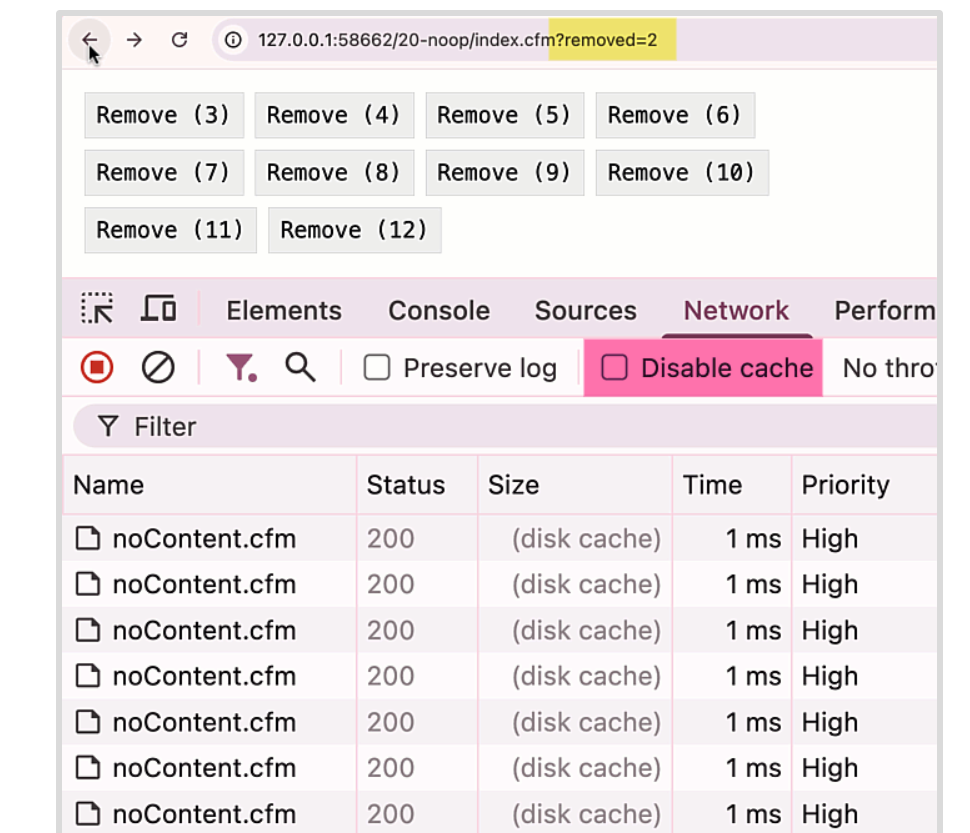 127.0.0.1:58662/20-noop/index.cfm?removed=2
Remove (3) Remove (4) Remove (5) Remove (6)
Remove (7) Remove (8) Remove (9) Remove (10)
Remove (11) Remove (12)
Elements Console Sources Network Perform
Preserve log Disable cache No thro
Filter
Name Status Size Time Priority
noContent.cfm 200 (disk cache) 1 ms High
noContent.cfm 200 (disk cache) 1 ms High
noContent.cfm 200 (disk cache) 1 ms High
noContent.cfm 200 (disk cache) 1 ms High
noContent.cfm 200 (disk cache) 1 ms High
noContent.cfm 200 (disk cache) 1 ms High
noContent.cfm 200 (disk cache) 1 ms High